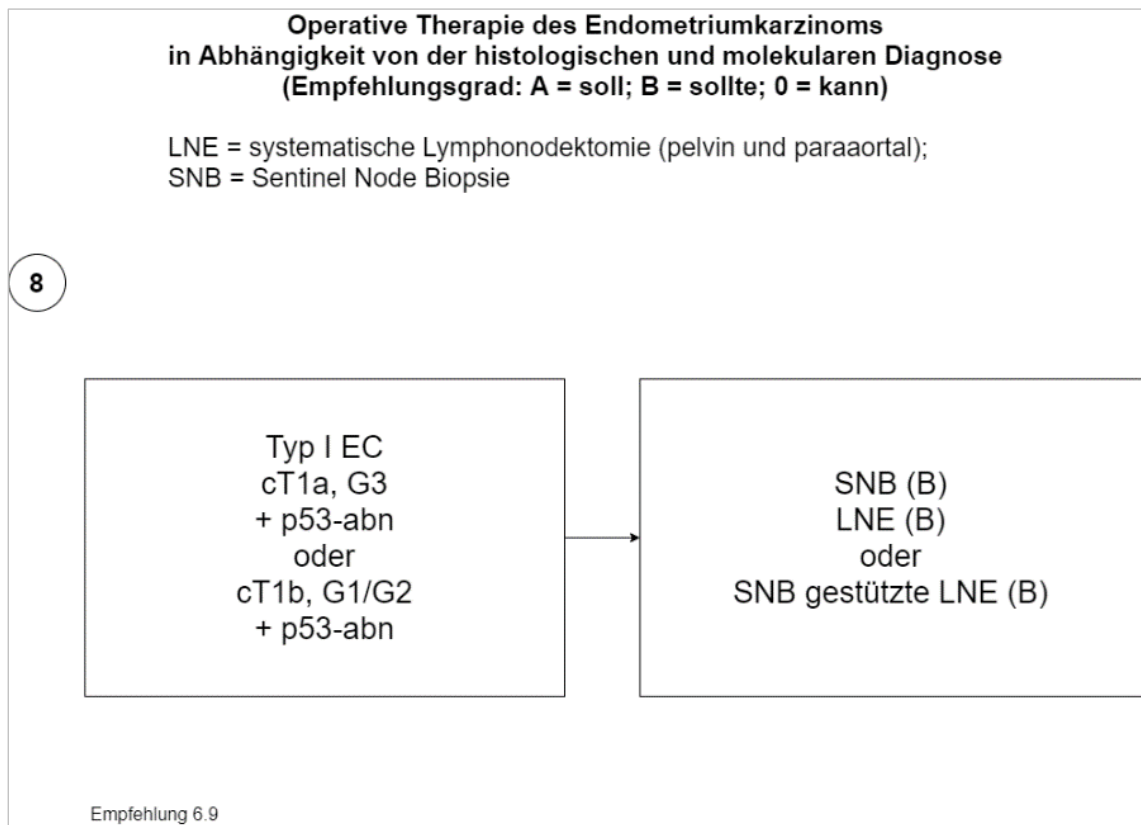 Operative Therapie des Endometriumkarzinoms
in Abhängigkeit von der histologischen und molekularen Diagnose
(Empfehlungsgrad: A = soll; B = sollte; 0 = kann)
LNE = systematische Lymphonodektomie (pelvin und paraaortal);
SNB = Sentinel Node Biopsie
8
Typ I EC
cT1a, G3
+ p53-abn
oder
cT1b, G1/G2
+ p53-abn
SNB (B)
LNE (B)
oder
SNB gestützte LNE (B)
Empfehlung 6.9